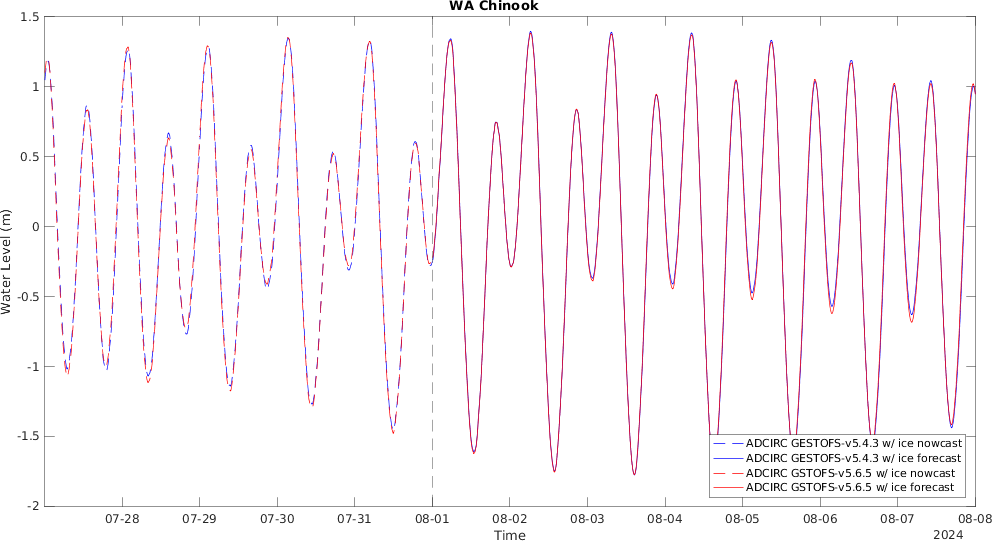 WA Chinook
1.5
1
0.5
0
-0.5
-1
-1.5
-2
Water Level (m)
ADCIRC GESTOFS-v5.4.3 w/ ice nowcast
ADCIRC GESTOFS-v5.4.3 w/ ice forecast
ADCIRC GSTOFS-v5.6.5 w/ ice nowcast
ADCIRC GSTOFS-v5.6.5 w/ ice forecast
07-28 07-29 07-30 07-31 08-01 08-02 08-03 08-04 08-05 08-06 08-07 08-08
Time
2024